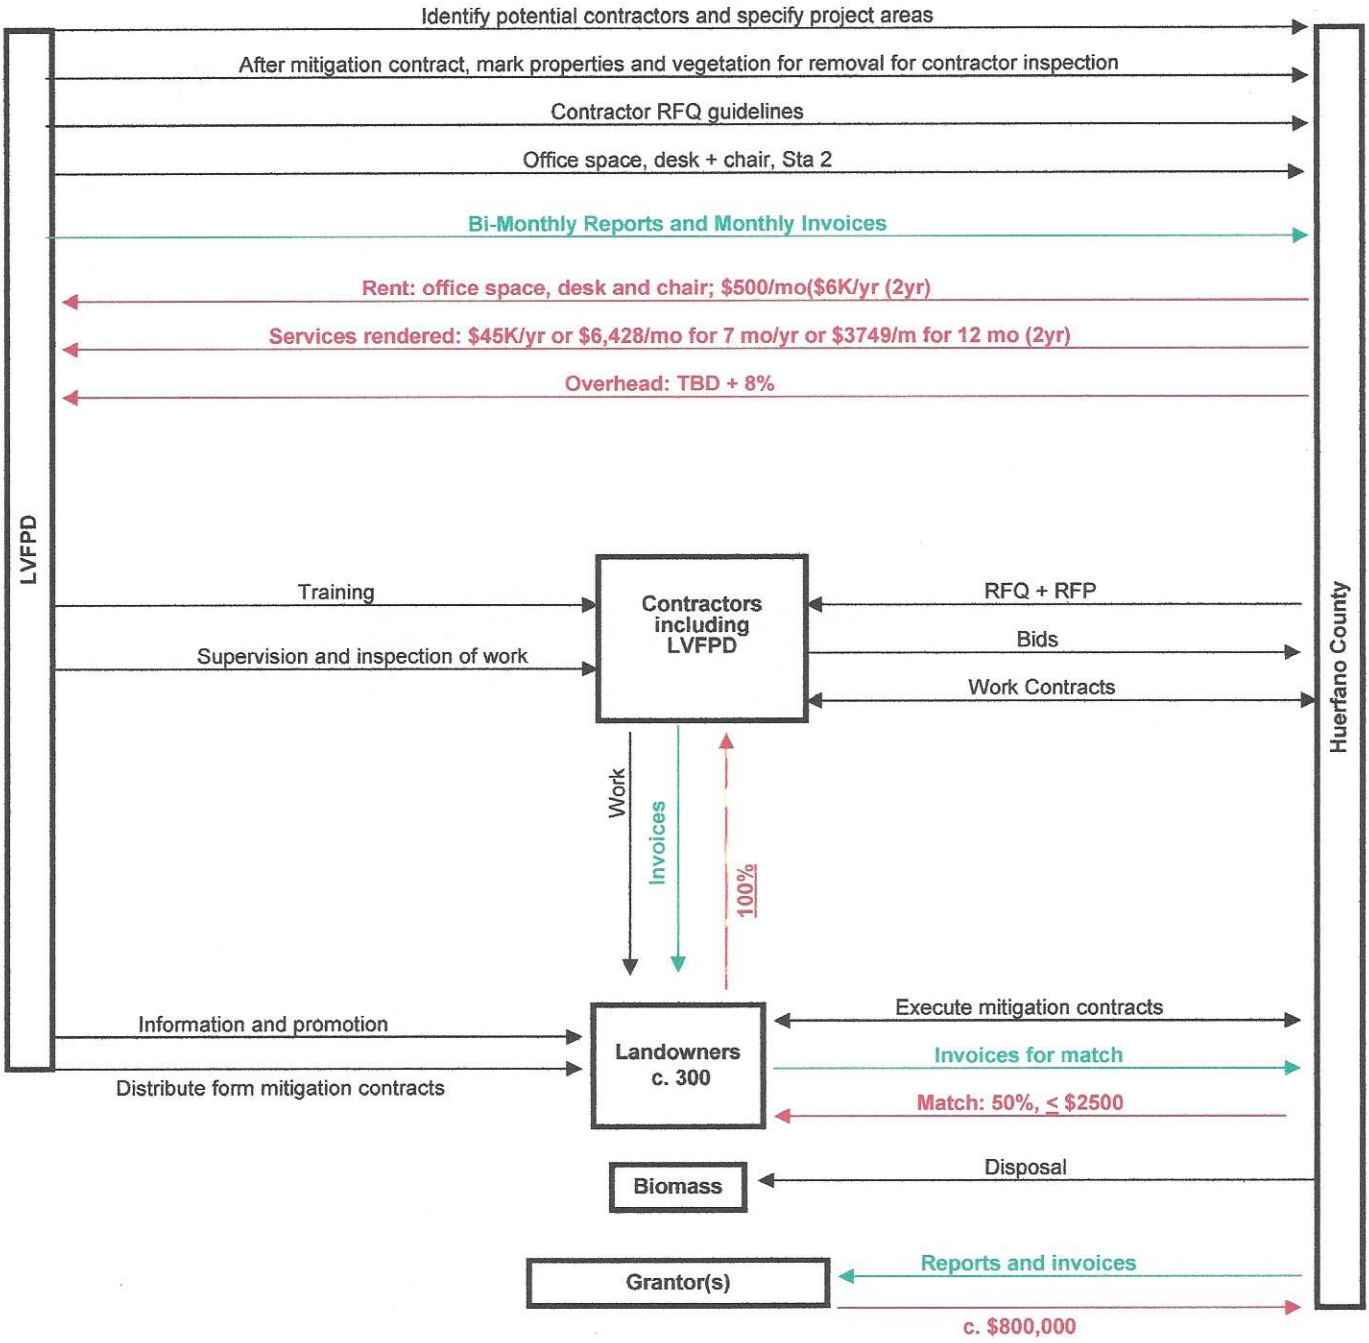 Identify potential contractors and specify project areas
After mitigation contract, mark properties and vegetation for removal for contractor inspection
Contractor RFQ guidelines
Office space, desk + chair, Sta 2
Bi-Monthly Reports and Monthly Invoices
Rent: office space, desk and chair; $500/mo($6K/yr (2yr)
Services rendered: $45K/yr or $6,428/mo for 7 mo/yr or $3749/m for 12 mo (2yr)
Overhead: TBD + 8%
LVFPD
Huerfano County
Training
Supervision and inspection of work
Contractors
including
LVFPD
RFQ + RFP
Bids
Work Contracts
Work
Invoices
100%
Information and promotion
Distribute form mitigation contracts
Landowners
c. 300
Execute mitigation contracts
Invoices for match
Match: 50%, ≤ $2500
Biomass
Disposal
Grantor(s)
Reports and invoices
c. $800,000